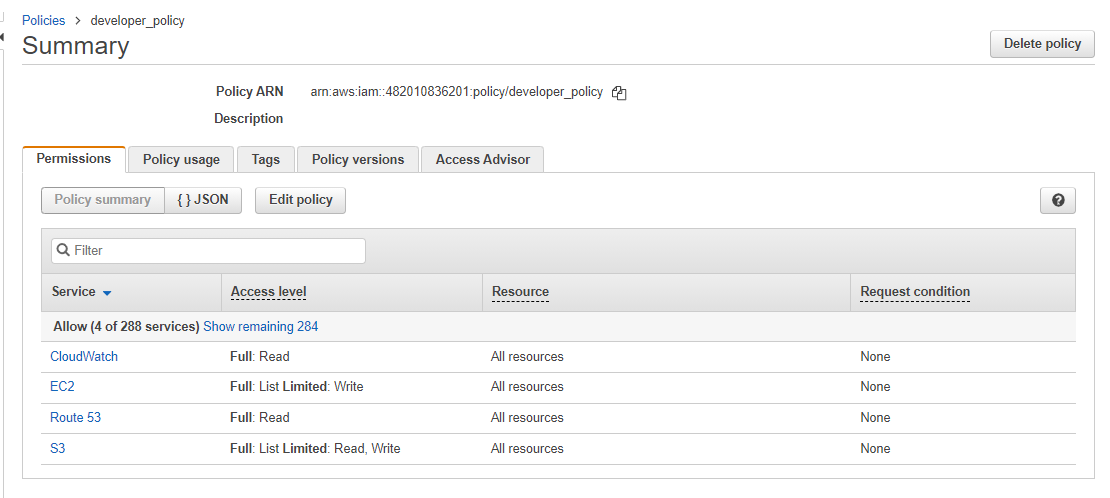 Policies > developer_policy
Summary
Delete policy
Policy ARN arn:aws:iam::482010836201:policy/developer_policy
Description
Permissions Policy usage Tags Policy versions Access Advisor
Policy summary { } JSON Edit policy ?
Filter
Service Access level Resource Request condition
Allow (4 of 288 services) Show remaining 284
CloudWatch Full: Read All resources None
EC2 Full: List Limited: Write All resources None
Route 53 Full: Read All resources None
S3 Full: List Limited: Read, Write All resources None